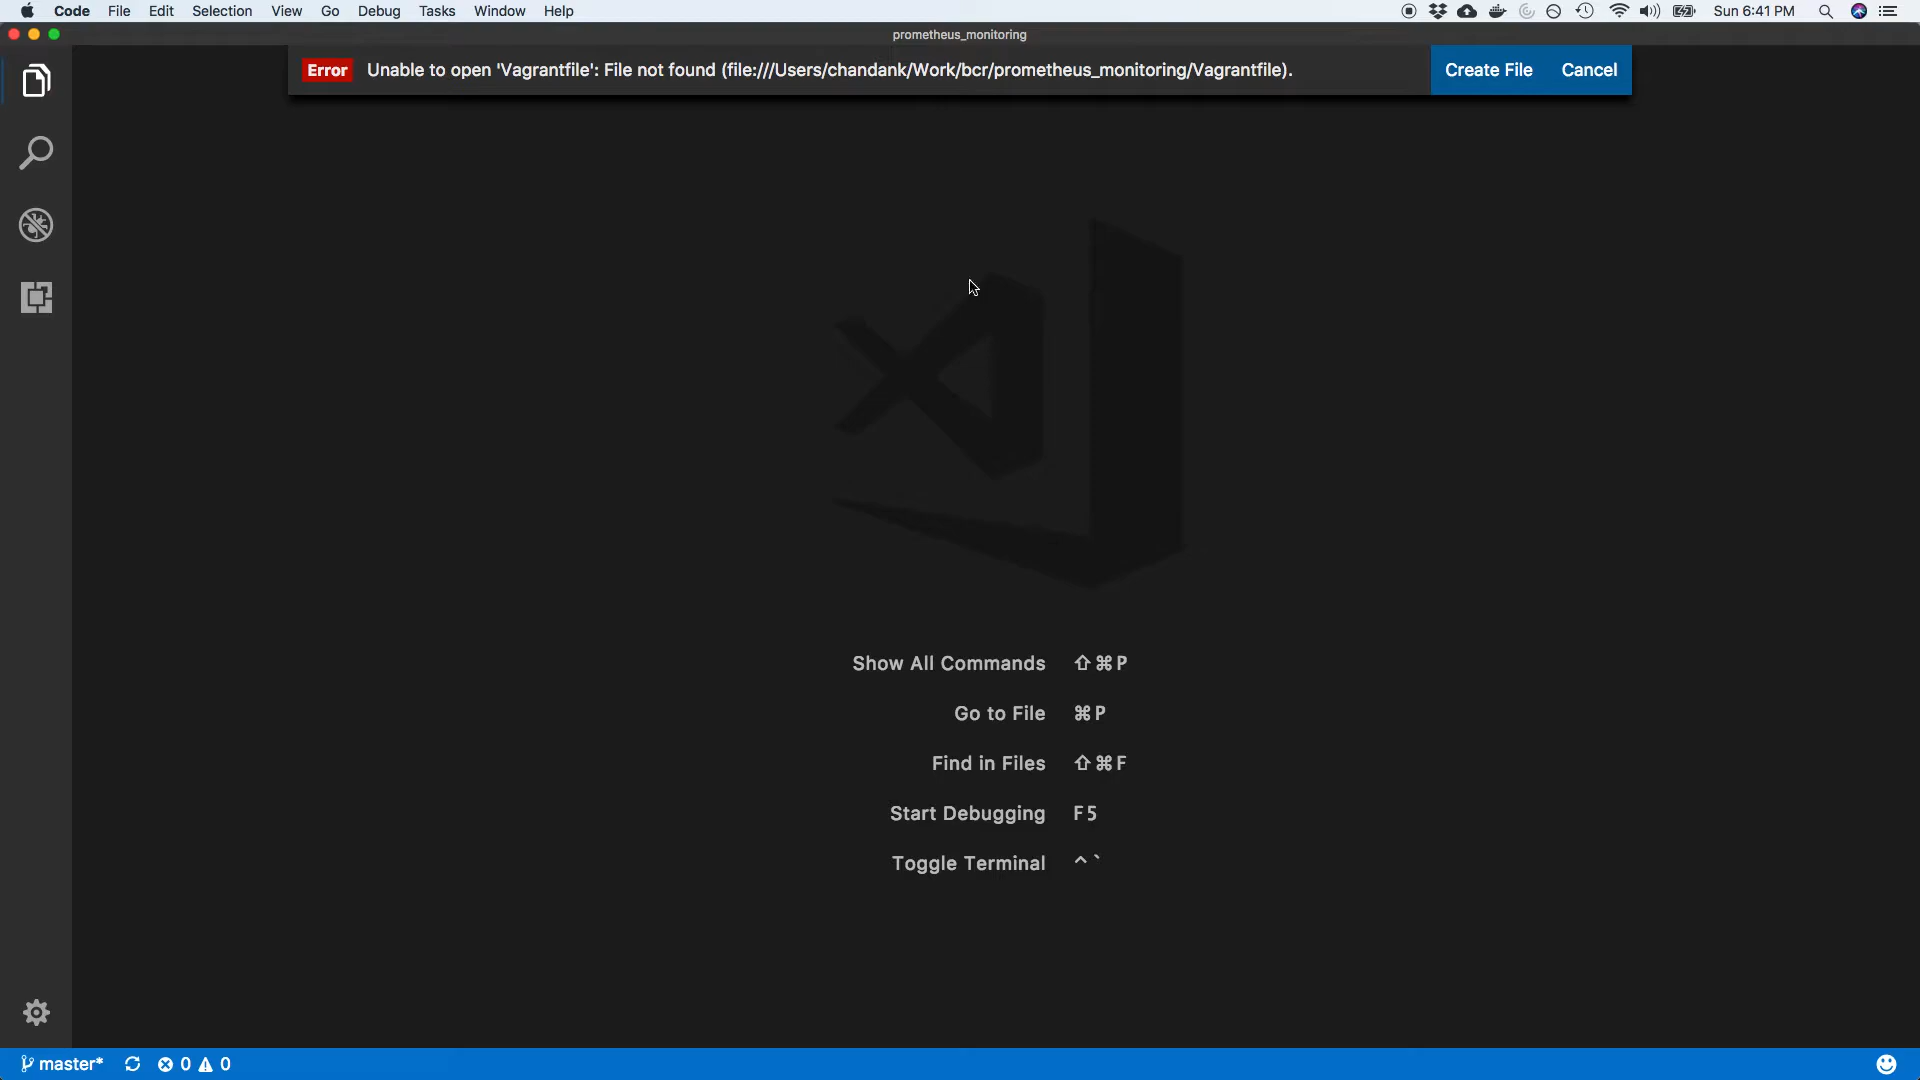 Code File Edit Selection View Go Debug Tasks Window Help Sun 6:41 PM
prometheus_monitoring
Error Unable to open 'Vagrantfile': File not found (file:///Users/chandank/Work/bcr/prometheus_monitoring/Vagrantfile). Create File Cancel
Show All Commands ⇧⌘P
Go to File ⌘P
Find in Files ⇧⌘F
Start Debugging F5
Toggle Terminal ^`
master* 0 0